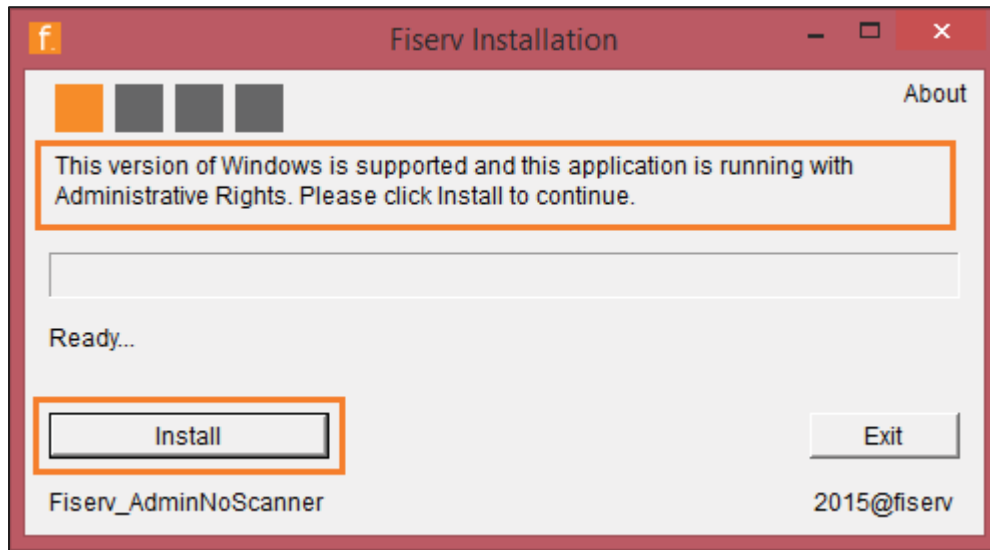 f.
Fiserv Installation
About
This version of Windows is supported and this application is running with
Administrative Rights. Please click Install to continue.
Ready...
Install
Exit
Fiserv_AdminNoScanner
2015@fiserv